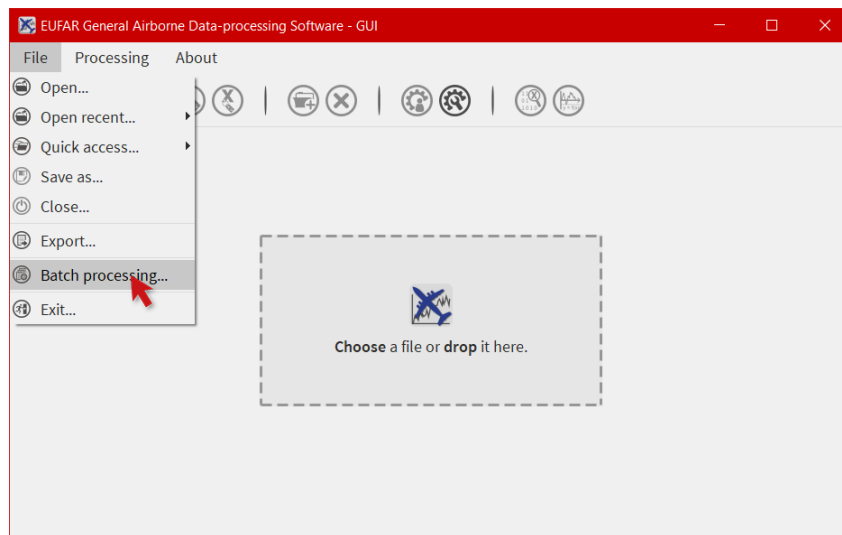 EUFAR General Airborne Data-processing Software - GUI
File Processing About
Open...
Open recent...
Quick access...
Save as...
Close...
Export...
Batch processing...
Exit...
Choose a file or drop it here.